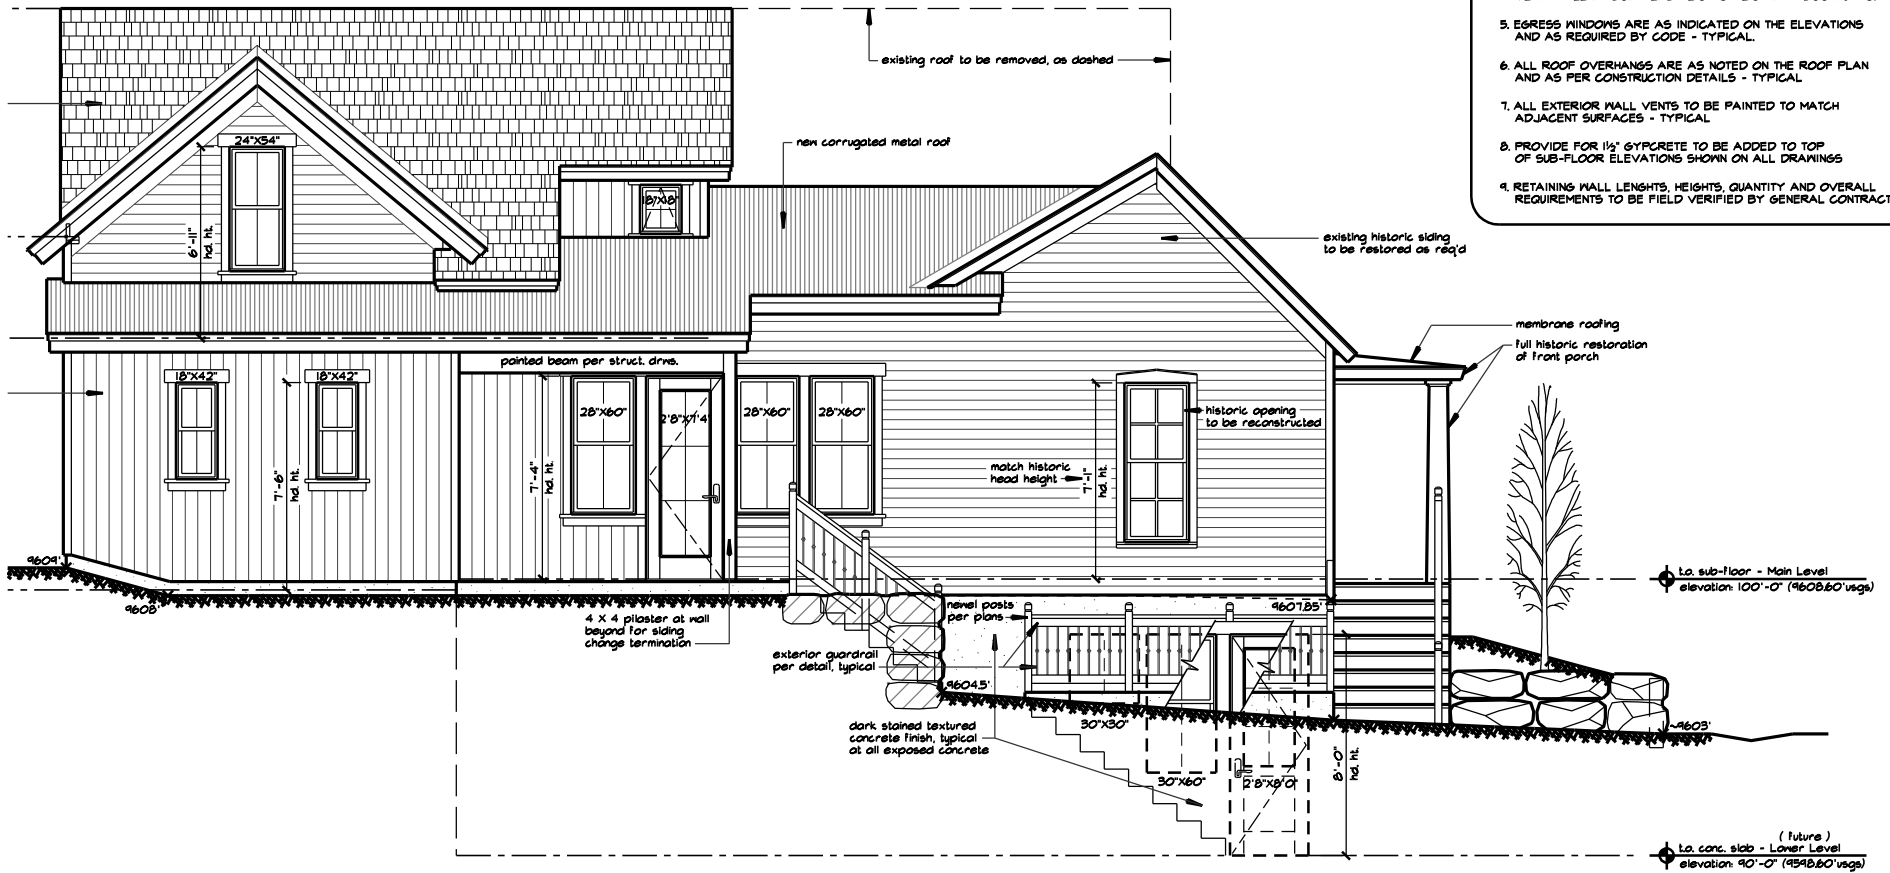 5. EGRESS WINDOWS ARE AS INDICATED ON THE ELEVATIONS
AND AS REQUIRED BY CODE - TYPICAL.
6. ALL ROOF OVERHANGS ARE AS NOTED ON THE ROOF PLAN
AND AS PER CONSTRUCTION DETAILS - TYPICAL
7. ALL EXTERIOR WALL VENTS TO BE PAINTED TO MATCH
ADJACENT SURFACES - TYPICAL
8. PROVIDE FOR 1½" GYPCRETE TO BE ADDED TO TOP
OF SUB-FLOOR ELEVATIONS SHOWN ON ALL DRAWINGS
9. RETAINING WALL LENGHTS, HEIGHTS, QUANTITY AND OVERALL
REQUIREMENTS TO BE FIELD VERIFIED BY GENERAL CONTRACT
existing roof to be removed, as dashed
new corrugated metal roof
24"X54"
18"X18"
6'-11"
hd. ht.
existing historic siding
to be restored as req'd
membrane roofing
full historic restoration
of front porch
painted beam per struct. drws.
18"X42"
18"X42"
28"X60"
2'8"X7'4"
28"X60"
28"X60"
historic opening
to be reconstructed
match historic
head height
7'-6"
hd. ht.
7'-4"
hd. ht.
7'-1"
hd. ht.
9609'
9608'
t.o. sub-floor - Main Level
elevation: 100'-0" (9608.60'usgs)
4 X 4 pilaster at wall
beyond for siding
change termination
newel posts
per plans
9607.85'
exterior guardrail
per detail, typical
9604.5'
dark stained textured
concrete finish, typical
at all exposed concrete
30"X30"
30"X60"
2'8"X8'0"
8'-0"
hd. ht.
~9603'
( future )
t.o. conc. slab - Lower Level
elevation: 90'-0" (9598.60'usgs)